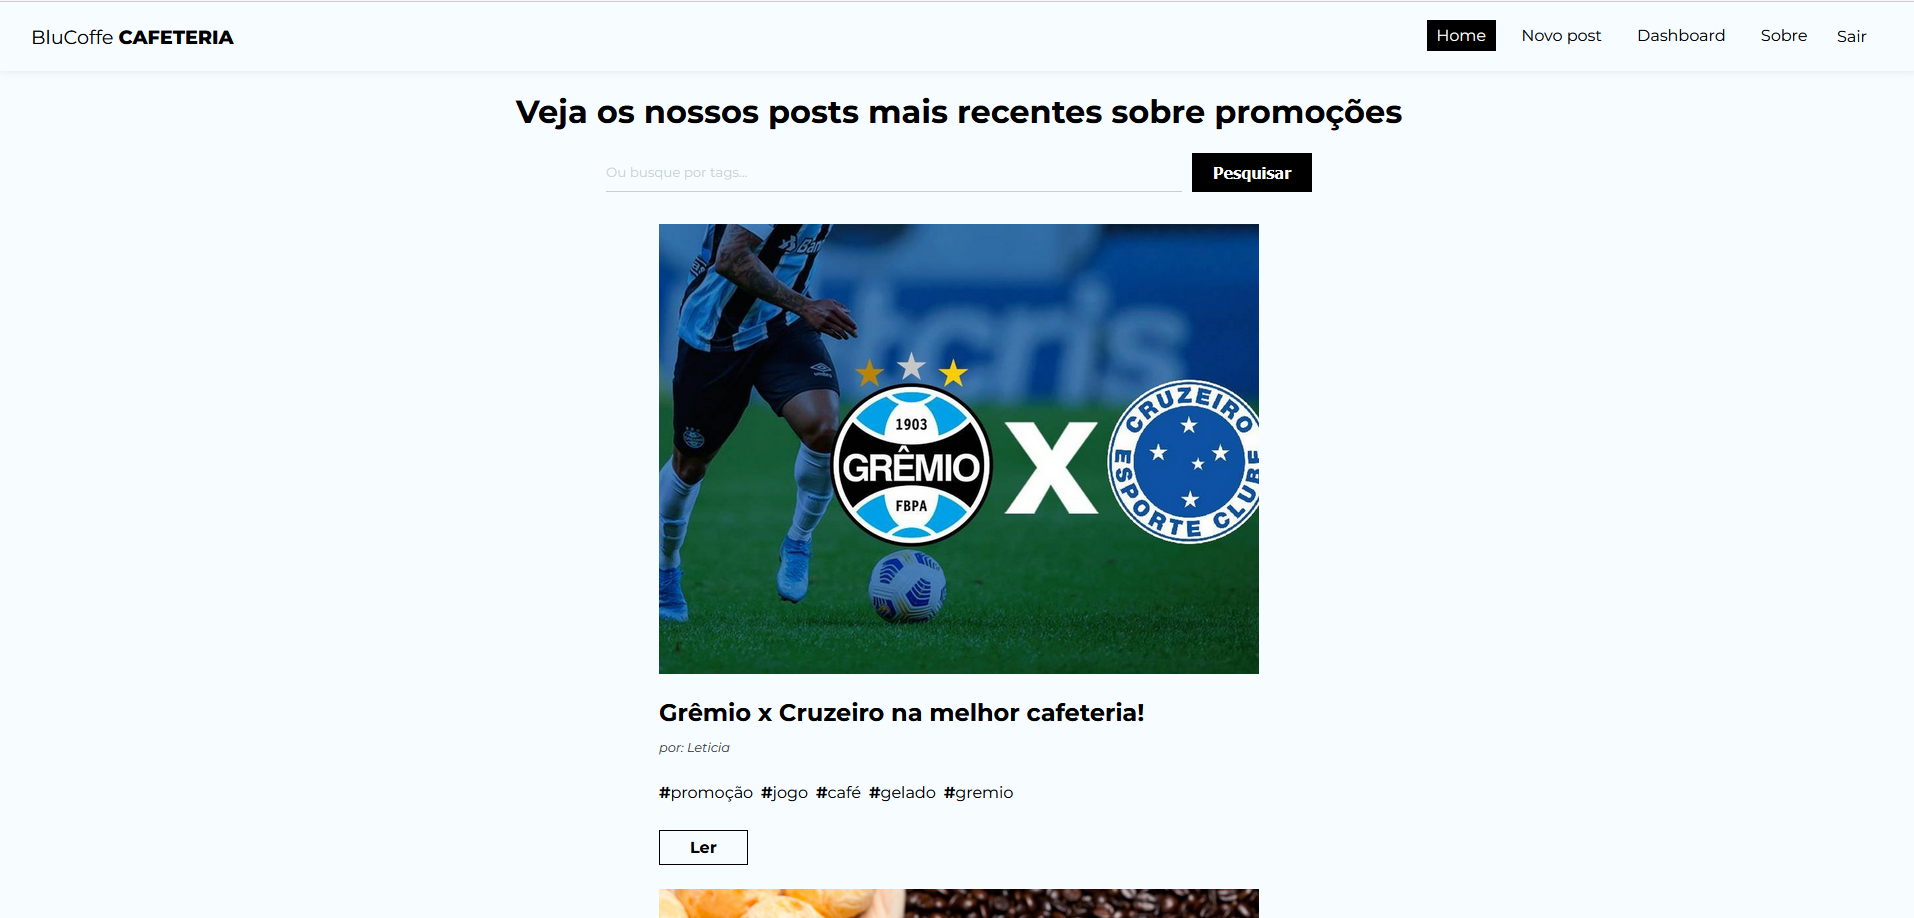 BluCoffe CAFETERIA
Home Novo post Dashboard Sobre Sair
Veja os nossos posts mais recentes sobre promoções
Ou busque por tags...
Pesquisar
1903
GRÊMIO
FBPA
X
CRUZEIRO
ESPORTE CLUBE
umbro
Grêmio x Cruzeiro na melhor cafeteria!
por: Leticia
#promoção #jogo #café #gelado #gremio
Ler